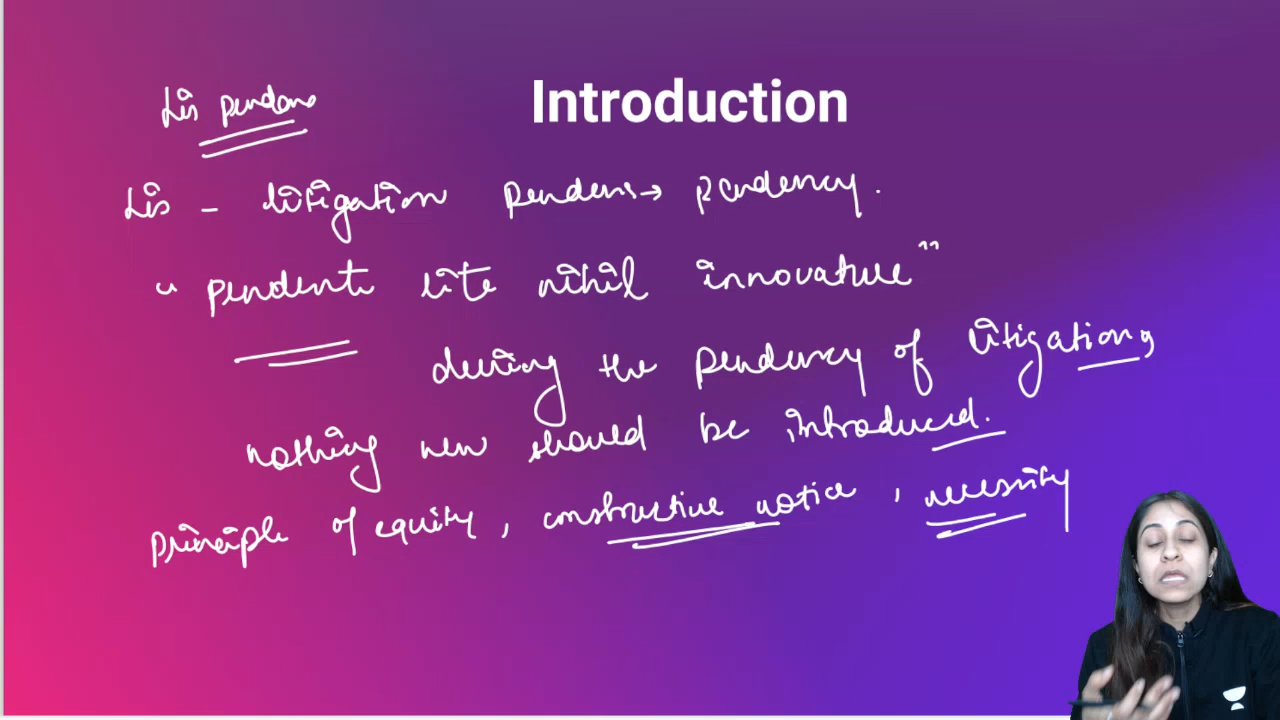 Introduction
Lis pendens
Lis - litigation pendens → pendency.
"pendente lite nihil innovature"
during the pendency of litigation,
nothing new should be introduced.
principle of equity, constructive notice, necessity